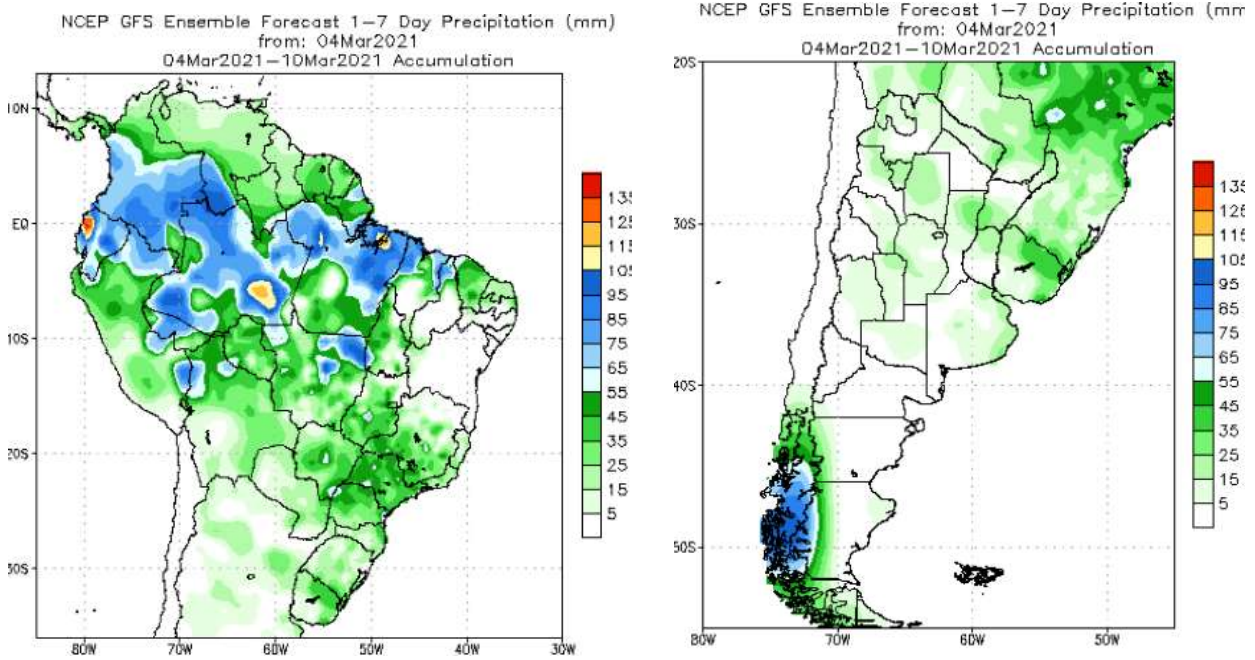 NCEP GFS Ensemble Forecast 1-7 Day Precipitation (mm)
from: 04Mar2021
04Mar2021-10Mar2021 Accumulation
10N
EQ
10S
20S
30S
80W
70W
60W
50W
40W
30W
135
125
115
105
95
85
75
65
55
45
35
25
15
5
NCEP GFS Ensemble Forecast 1-7 Day Precipitation (mm
from: 04Mar2021
04Mar2021-10Mar2021 Accumulation
20S
30S
40S
50S
80W
70W
60W
50W
135
125
115
105
95
85
75
65
55
45
35
25
15
5